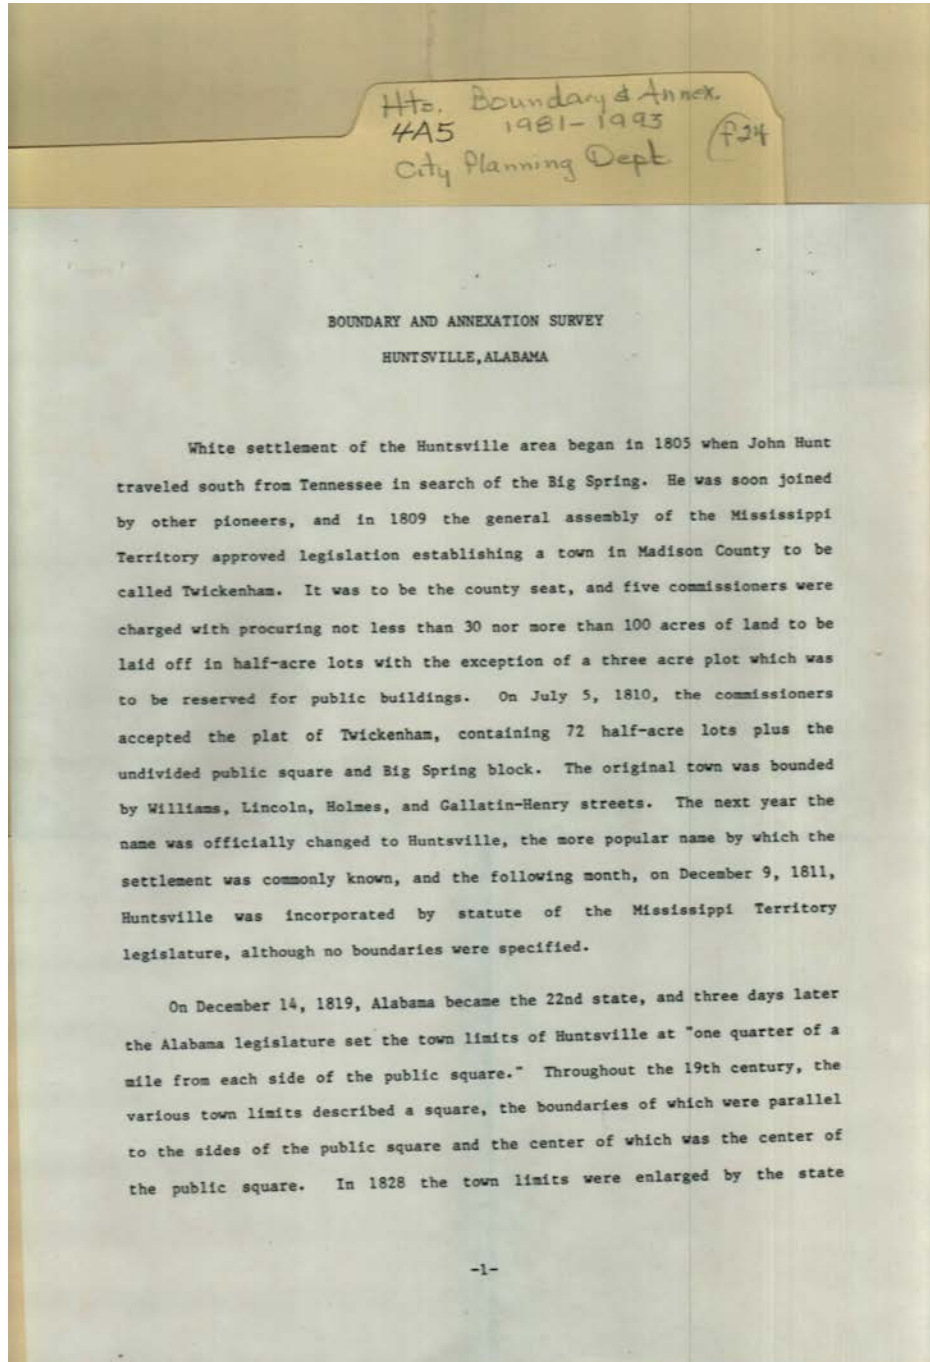 Hto. Boundary & Annex.
4A5 1981-1993
City Planning Dept
f24
BOUNDARY AND ANNEXATION SURVEY
HUNTSVILLE,ALABAMA
White settlement of the Huntsville area began in 1805 when John Hunt
traveled south from Tennessee in search of the Big Spring. He was soon joined
by other pioneers, and in 1809 the general assembly of the Mississippi
Territory approved legislation establishing a town in Madison County to be
called Twickenham. It was to be the county seat, and five commissioners were
charged with procuring not less than 30 nor more than 100 acres of land to be
laid off in half-acre lots with the exception of a three acre plot which was
to be reserved for public buildings. On July 5, 1810, the commissioners
accepted the plat of Twickenham, containing 72 half-acre lots plus the
undivided public square and Big Spring block. The original town was bounded
by Williams, Lincoln, Holmes, and Gallatin-Henry streets. The next year the
name was officially changed to Huntsville, the more popular name by which the
settlement was commonly known, and the following month, on December 9, 1811,
Huntsville was incorporated by statute of the Mississippi Territory
legislature, although no boundaries were specified.
On December 14, 1819, Alabama became the 22nd state, and three days later
the Alabama legislature set the town limits of Huntsville at "one quarter of a
mile from each side of the public square." Throughout the 19th century, the
various town limits described a square, the boundaries of which were parallel
to the sides of the public square and the center of which was the center of
the public square. In 1828 the town limits were enlarged by the state
-1-